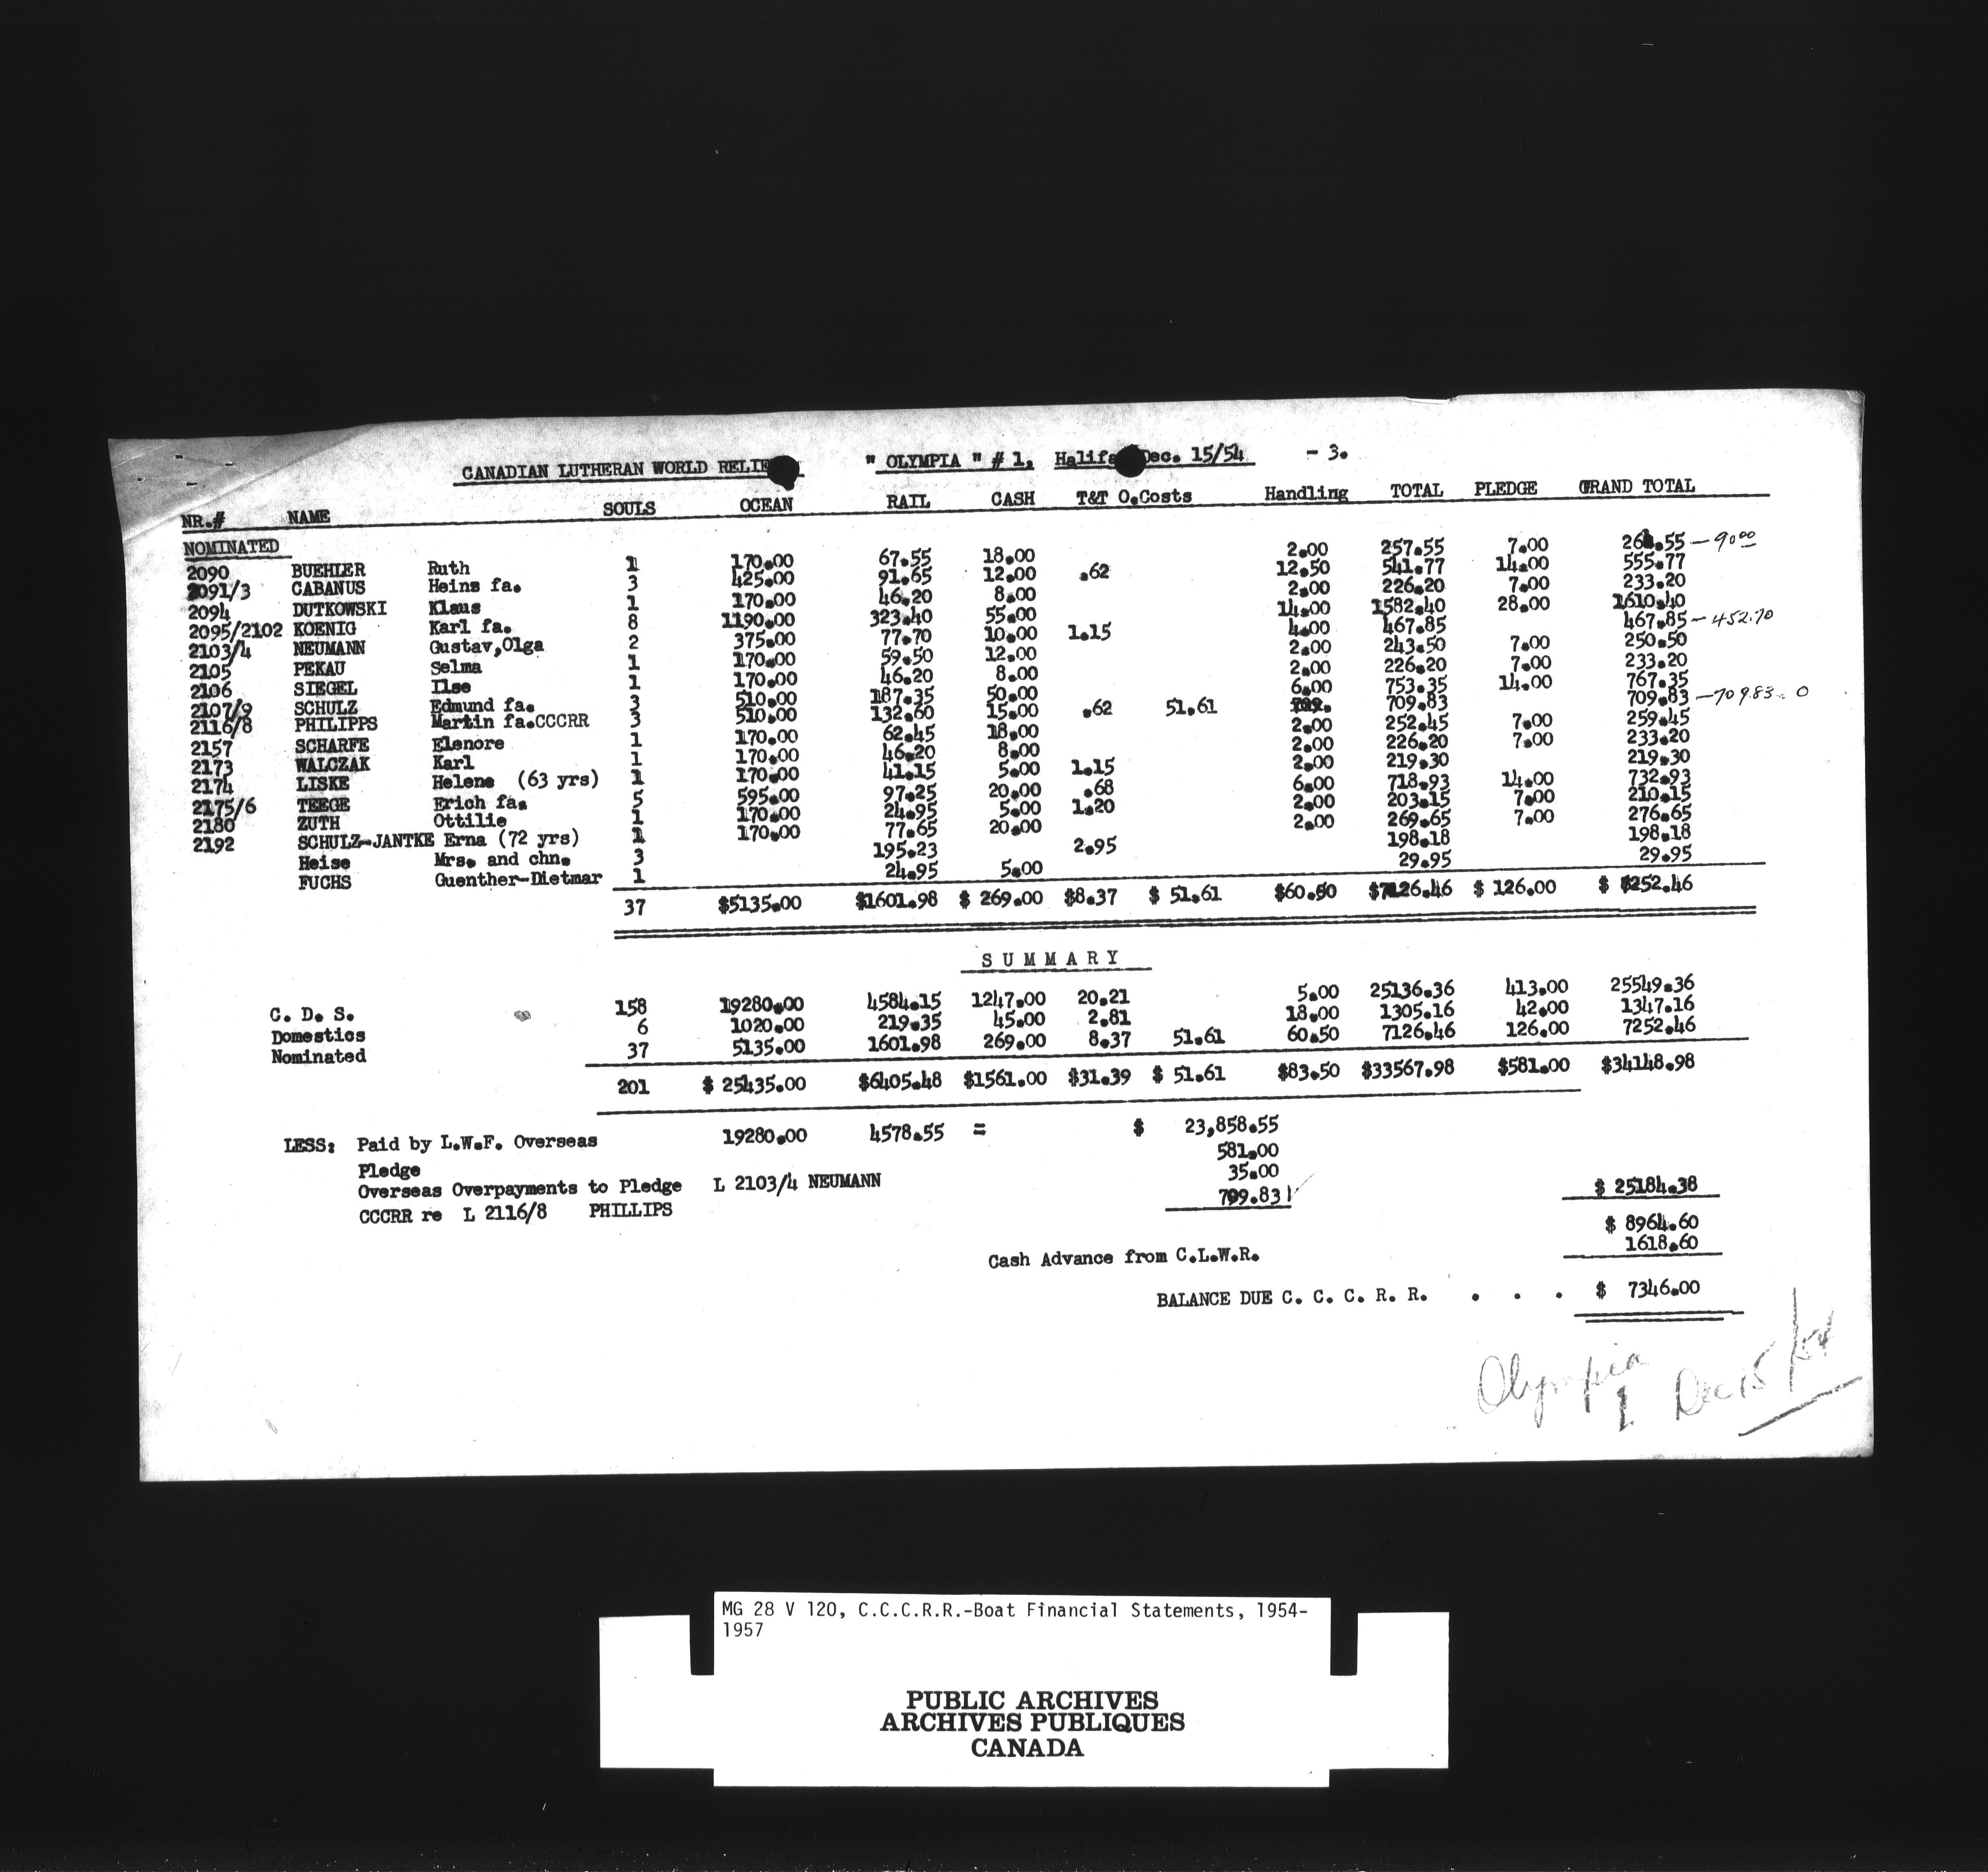 CANADIAN LUTHERAN WORLD RELIE " OLYMPIA " # 1. Halifa Dec. 15/54 - 3.
NR.# NAME SOULS OCEAN RAIL CASH T&T O.Costs Handling TOTAL PLEDGE GRAND TOTAL
NOMINATED
2090 BUEHLER Ruth 1 170.00 67.55 18.00 2.00 257.55 7.00 264.55 — 9.00
2091/3 CABANUS Heins fa. 3 425.00 91.65 12.00 .62 12.50 541.77 14.00 555.77
2094 DUTKOWSKI Klaus 1 170.00 46.20 8.00 2.00 226.20 7.00 233.20
2095/2102 KOENIG Karl fa. 8 1190.00 323.40 55.00 14.00 1582.40 28.00 1610.40
2103/4 NEUMANN Gustav,Olga 2 375.00 77.70 10.00 1.15 4.00 467.85 467.85 — 452.70
2105 PEKAU Selma 1 170.00 59.50 12.00 2.00 243.50 7.00 250.50
2106 SIEGEL Ilse 1 170.00 46.20 8.00 2.00 226.20 7.00 233.20
2107/9 SCHULZ Edmund fa. 3 510.00 187.35 50.00 6.00 753.35 14.00 767.35
2116/8 PHILIPPS Martin fa.CCCRR 3 510.00 132.60 15.00 .62 51.61 709.83 709.83 — 709.83 - 0
2157 SCHARFE Elenore 1 170.00 62.45 18.00 2.00 252.45 7.00 259.45
2173 WALCZAK Karl 1 170.00 46.20 8.00 2.00 226.20 7.00 233.20
2174 LISKE Helene (63 yrs) 1 170.00 41.15 5.00 1.15 2.00 219.30 219.30
2175/6 TEEGE Erich fa. 5 595.00 97.25 20.00 .68 6.00 718.93 14.00 732.93
2180 ZUTH Ottilie 1 170.00 24.95 5.00 1.20 2.00 203.15 7.00 210.15
2192 SCHULZ-JANTKE Erna (72 yrs) 1 170.00 77.65 20.00 2.00 269.65 7.00 276.65
Heise Mrs. and chn. 3 195.23 2.95 198.18 198.18
FUCHS Guenther-Dietmar 1 24.95 5.00 29.95 29.95
37 $5135.00 $1601.98 $ 269.00 $8.37 $ 51.61 $60.50 $7126.46 $ 126.00 $ 7252.46
SUMMARY
C. D. S. 158 19280.00 4584.15 1247.00 20.21 5.00 25136.36 413.00 25549.36
Domestics 6 1020.00 219.35 45.00 2.81 18.00 1305.16 42.00 1347.16
Nominated 37 5135.00 1601.98 269.00 8.37 51.61 60.50 7126.46 126.00 7252.46
201 $ 25435.00 $6405.48 $1561.00 $31.39 $ 51.61 $83.50 $33567.98 $581.00 $34148.98
LESS: Paid by L.W.F. Overseas 19280.00 4578.55 = $ 23,858.55
Pledge 581.00
Overseas Overpayments to Pledge L 2103/4 NEUMANN 35.00
CCCRR re L 2116/8 PHILLIPS 709.83 $ 25184.38
$ 8964.60
Cash Advance from C.L.W.R. 1618.60
BALANCE DUE C. C. C. R. R. . . . $ 7346.00
Olympia 1 Dec 15/54
MG 28 V 120, C.C.C.R.R.-Boat Financial Statements, 1954-
1957
PUBLIC ARCHIVES
ARCHIVES PUBLIQUES
CANADA